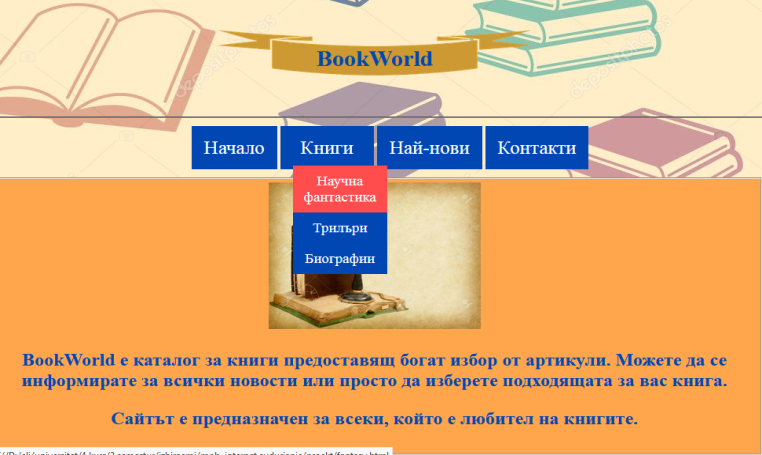 BookWorld
Начало
Книги
Най-нови
Контакти
Научна
фантастика
Трилъри
Биографии
BookWorld е каталог за книги предоставящ богат избор от артикули. Можете да се
информирате за всички новости или просто да изберете подходящата за вас книга.
Сайтът е предназначен за всеки, който е любител на книгите.